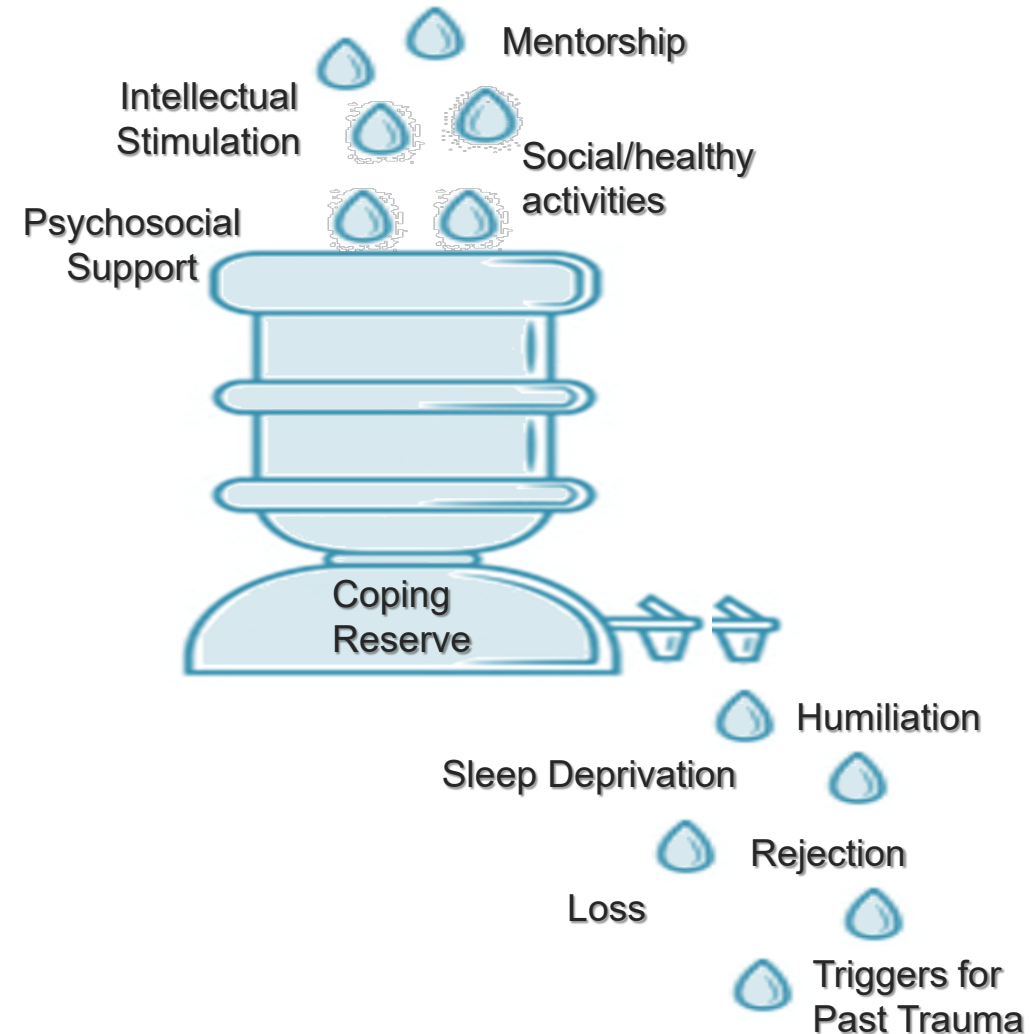 Mentorship
Intellectual
Stimulation
Social/healthy
activities
Psychosocial
Support
Coping
Reserve
Humiliation
Sleep Deprivation
Rejection
Loss
Triggers for
Past Trauma